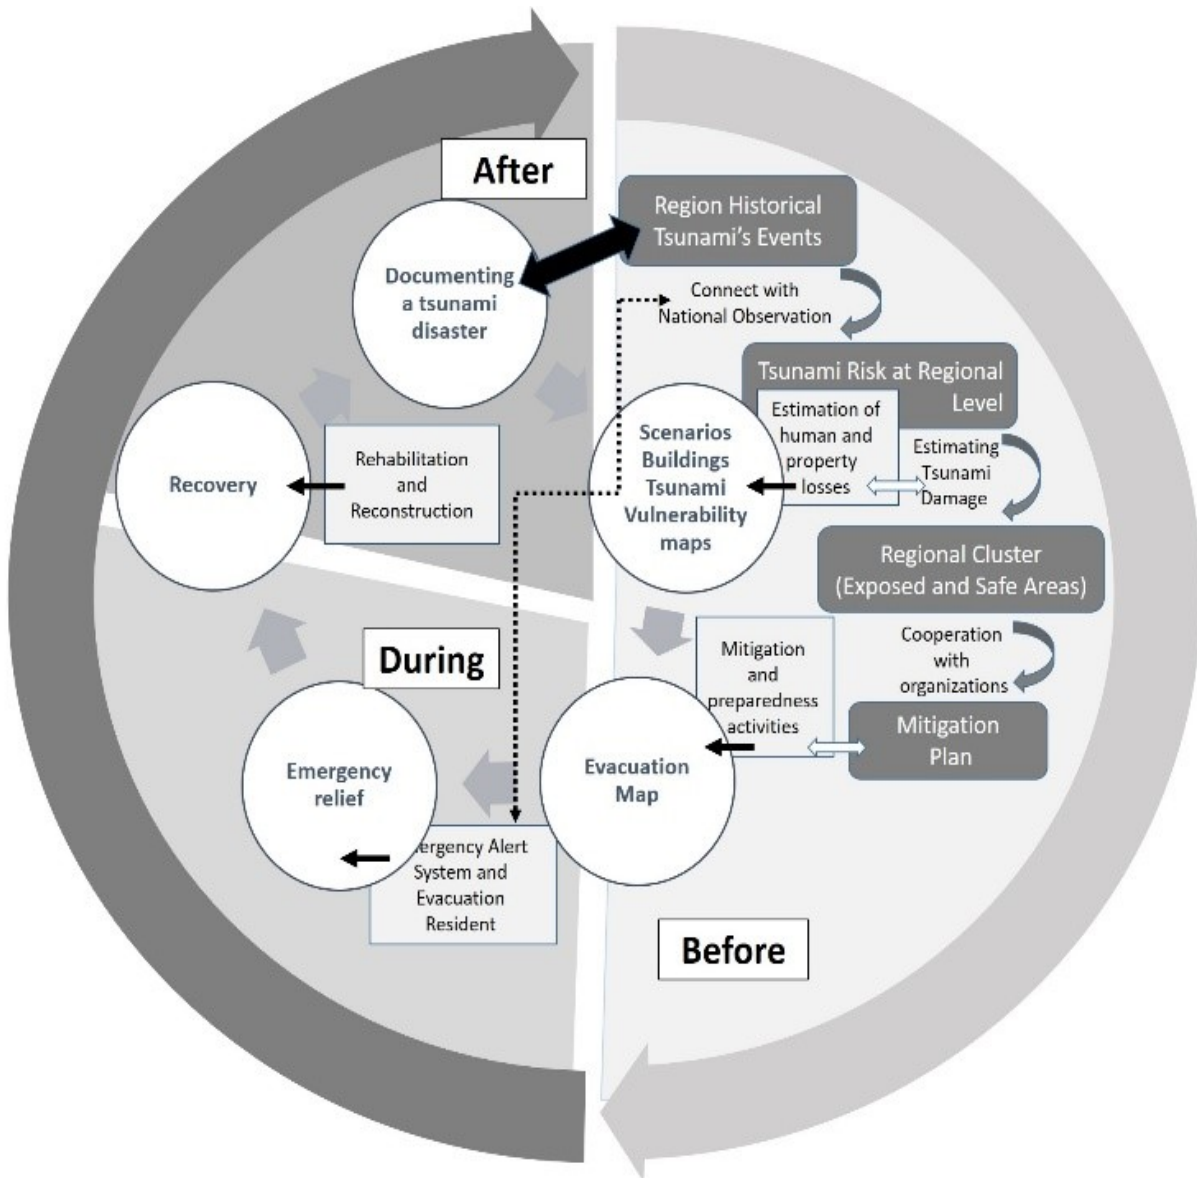 After
Documenting
a tsunami
disaster
Recovery
Rehabilitation
and
Reconstruction
Region Historical
Tsunami's Events
Connect with
National Observation
Tsunami Risk at Regional
Level
Estimation of
human and
property
losses
Scenarios
Buildings
Tsunami
Vulnerability
maps
Estimating
Tsunami
Damage
Regional Cluster
(Exposed and Safe Areas)
Cooperation
with
organizations
Mitigation
and
preparedness
activities
Mitigation
Plan
Evacuation
Map
During
Emergency
relief
ergency Alert
System and
Evacuation
Resident
Before